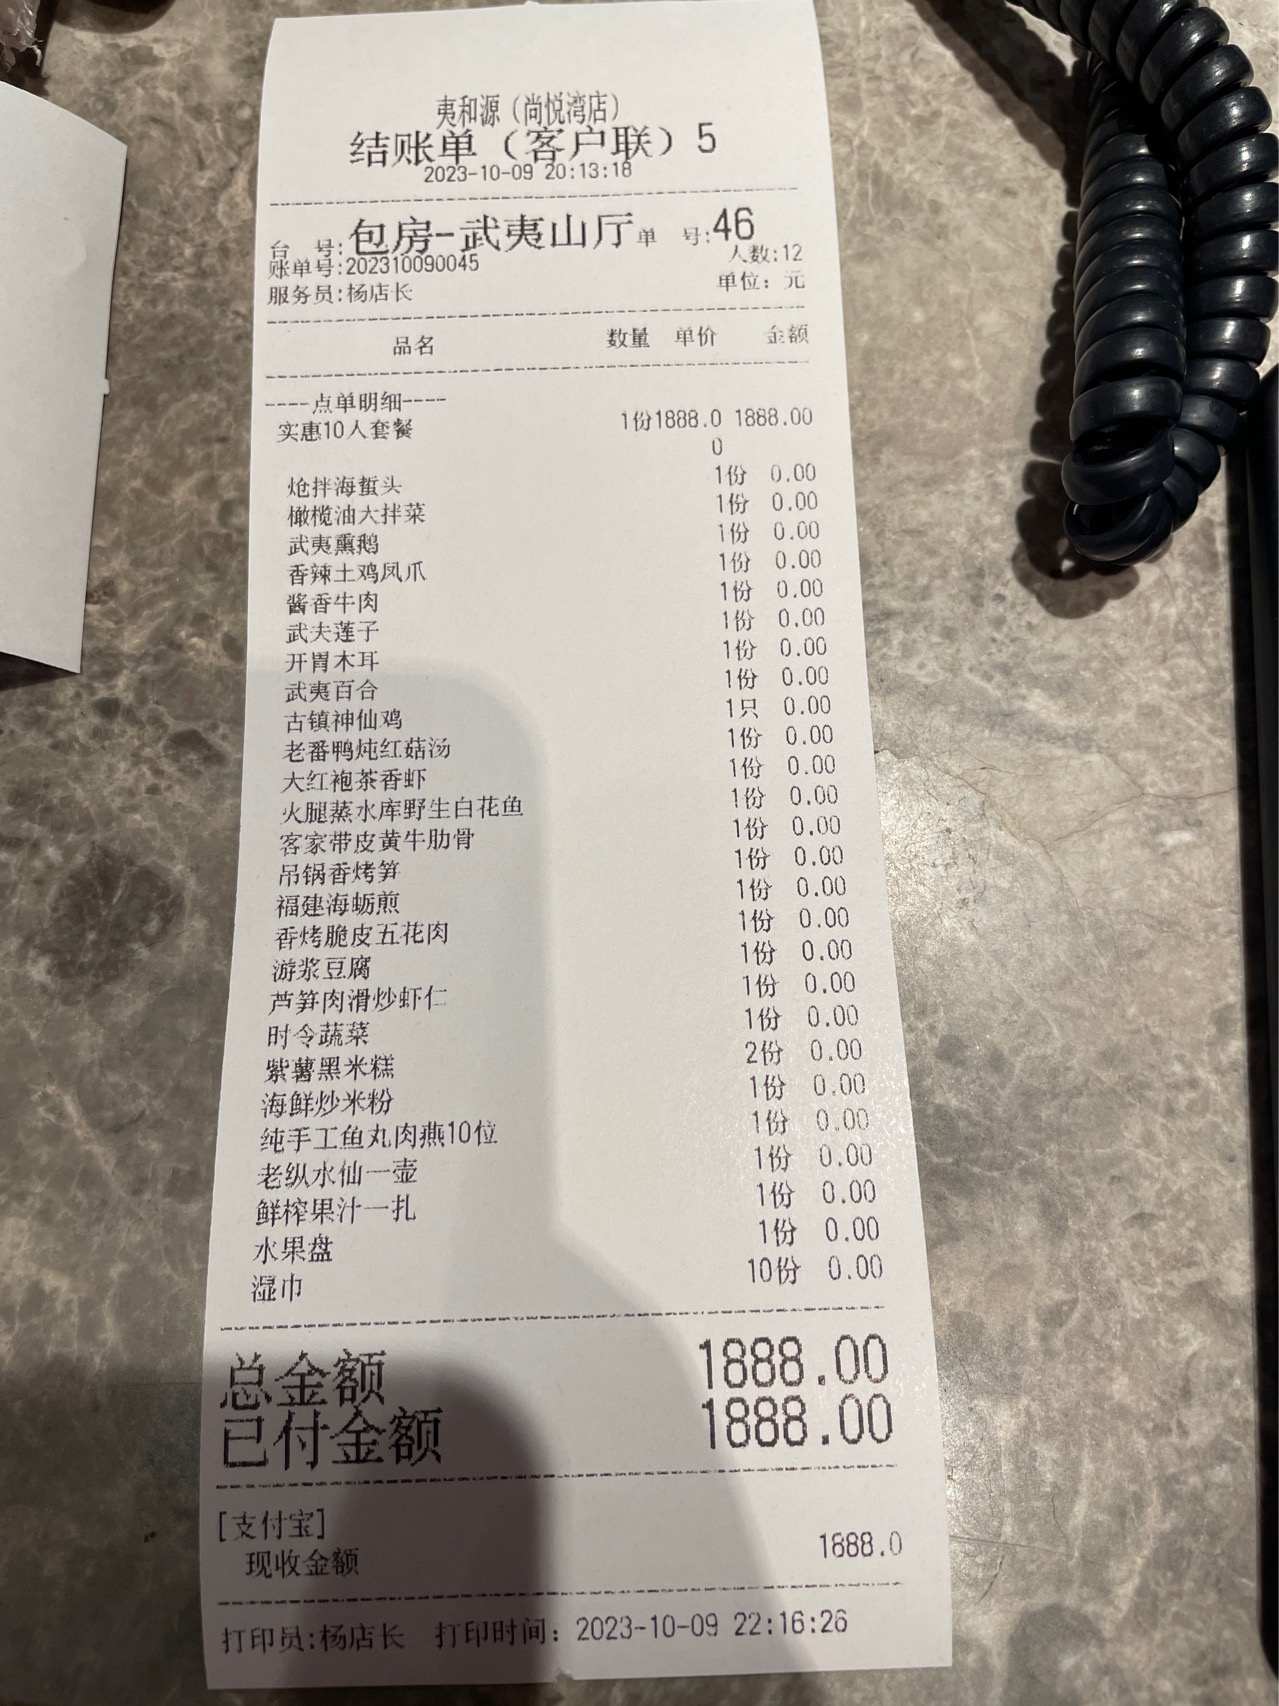 夷和源（尚悦湾店）
结账单（客户联）5
2023-10-09 20:13:18
台 号:包房-武夷山厅 单 号:46
账单号:202310090045 人数:12
服务员:杨店长 单位：元
品名 数量 单价 金额
----点单明细----
实惠10人套餐 1份1888.0 1888.00
0
炝拌海蜇头 1份 0.00
橄榄油大拌菜 1份 0.00
武夷熏鹅 1份 0.00
香辣土鸡凤爪 1份 0.00
酱香牛肉 1份 0.00
武夫莲子 1份 0.00
开胃木耳 1份 0.00
武夷百合 1份 0.00
古镇神仙鸡 1只 0.00
老番鸭炖红菇汤 1份 0.00
大红袍茶香虾 1份 0.00
火腿蒸水库野生白花鱼 1份 0.00
客家带皮黄牛肋骨 1份 0.00
吊锅香烤笋 1份 0.00
福建海蛎煎 1份 0.00
香烤脆皮五花肉 1份 0.00
游浆豆腐 1份 0.00
芦笋肉滑炒虾仁 1份 0.00
时令蔬菜 1份 0.00
紫薯黑米糕 2份 0.00
海鲜炒米粉 1份 0.00
纯手工鱼丸肉燕10位 1份 0.00
老纵水仙一壶 1份 0.00
鲜榨果汁一扎 1份 0.00
水果盘 1份 0.00
湿巾 10份 0.00
总金额 1888.00
已付金额 1888.00
[支付宝]
现收金额 1888.0
打印员:杨店长 打印时间：2023-10-09 22:16:26